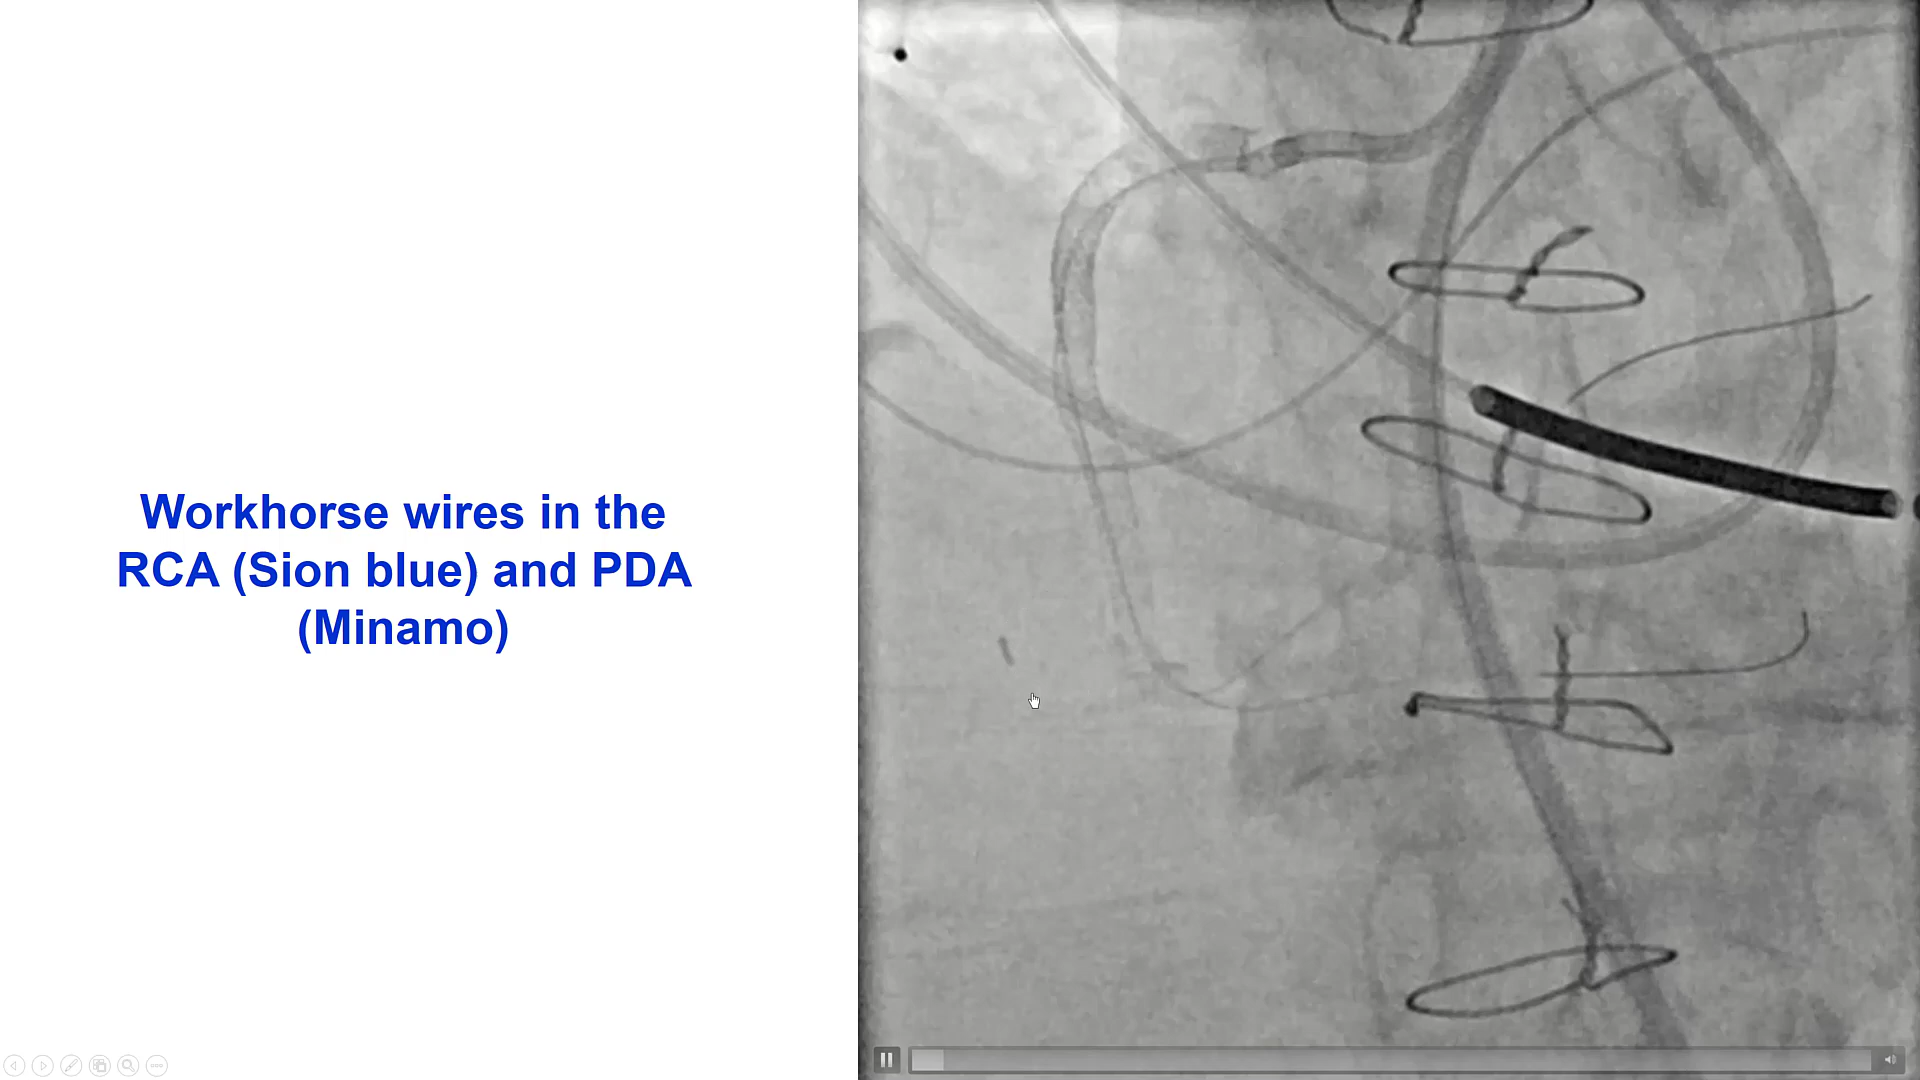 Workhorse wires in the
RCA (Sion blue) and PDA
(Minamo)